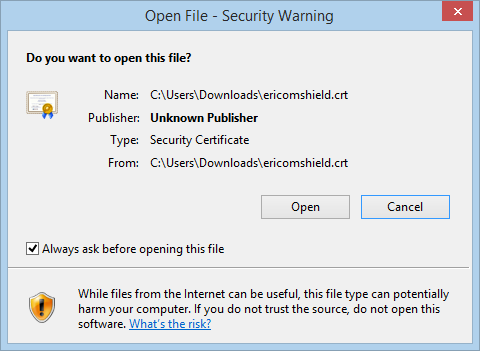 Open File - Security Warning
Do you want to open this file?
Name: C:\Users\Downloads\ericomshield.crt
Publisher: Unknown Publisher
Type: Security Certificate
From: C:\Users\Downloads\ericomshield.crt
Open Cancel
Always ask before opening this file
While files from the Internet can be useful, this file type can potentially
harm your computer. If you do not trust the source, do not open this
software. What's the risk?